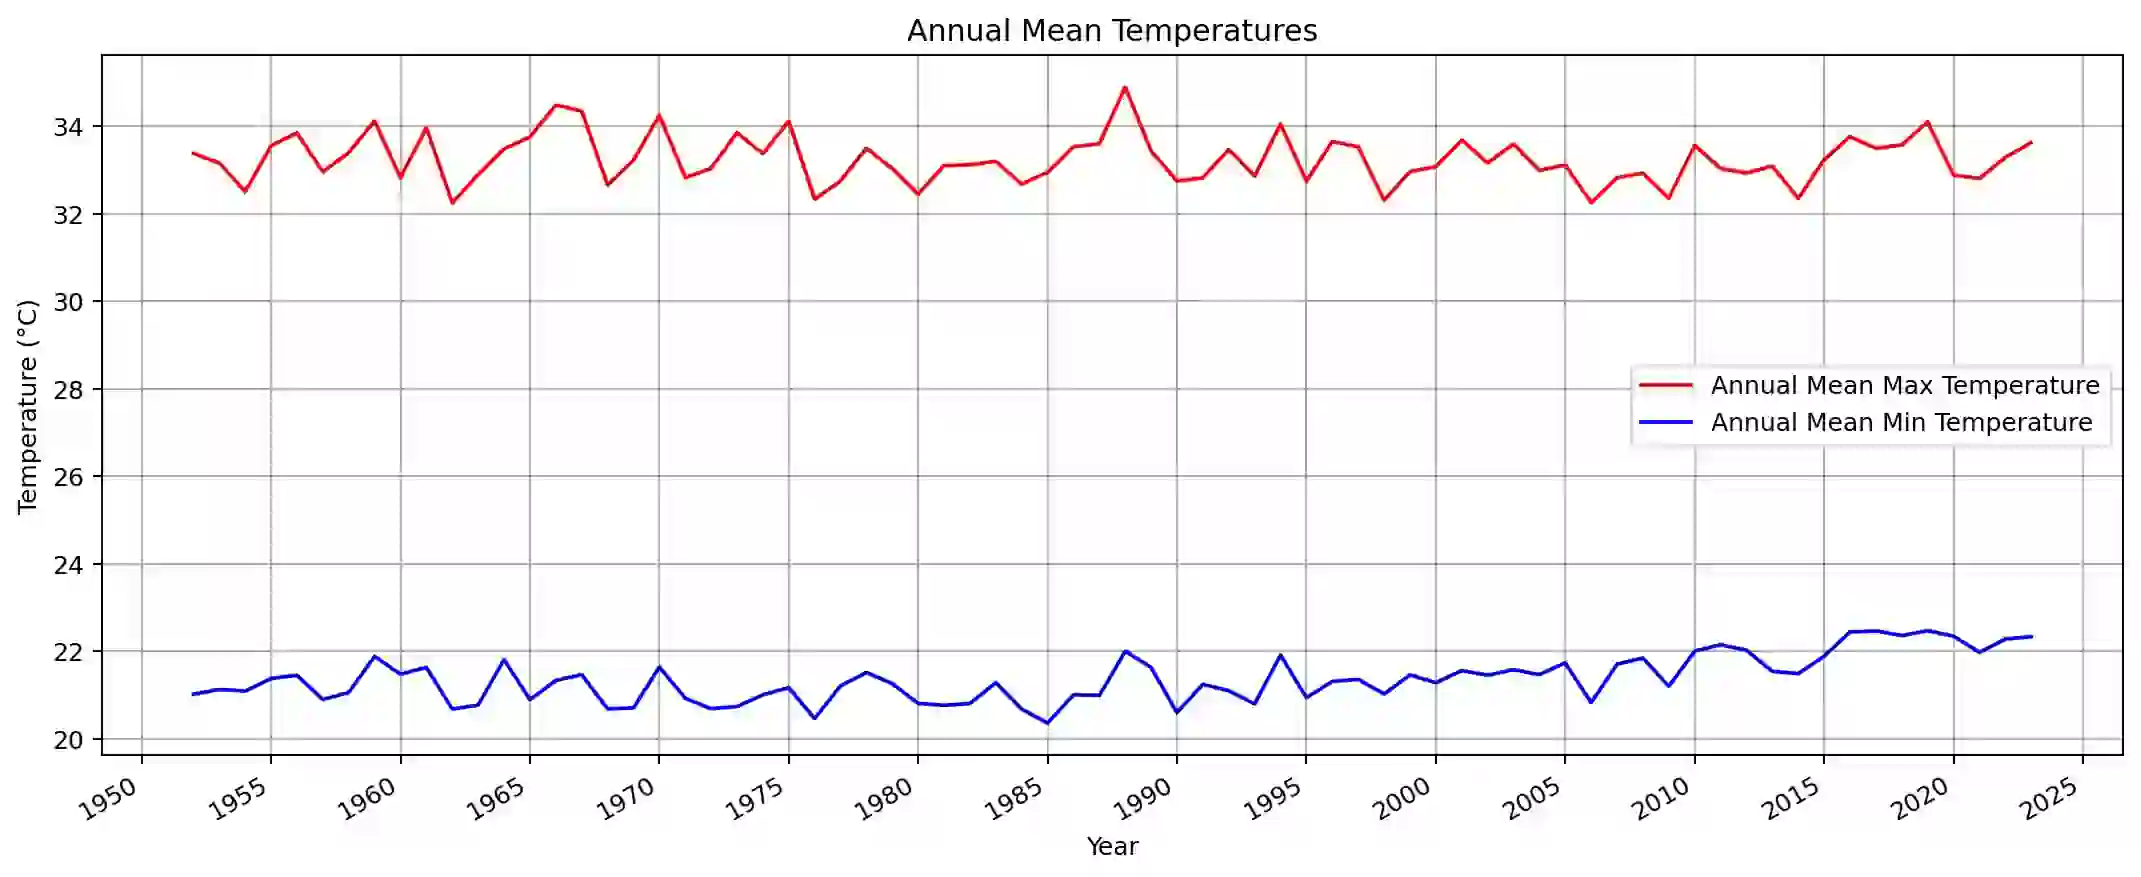 Annual Mean Temperatures
Temperature (°C)
34
32
30
28
26
24
22
20
Annual Mean Max Temperature
Annual Mean Min Temperature
1950 1955 1960 1965 1970 1975 1980 1985 1990 1995 2000 2005 2010 2015 2020 2025
Year